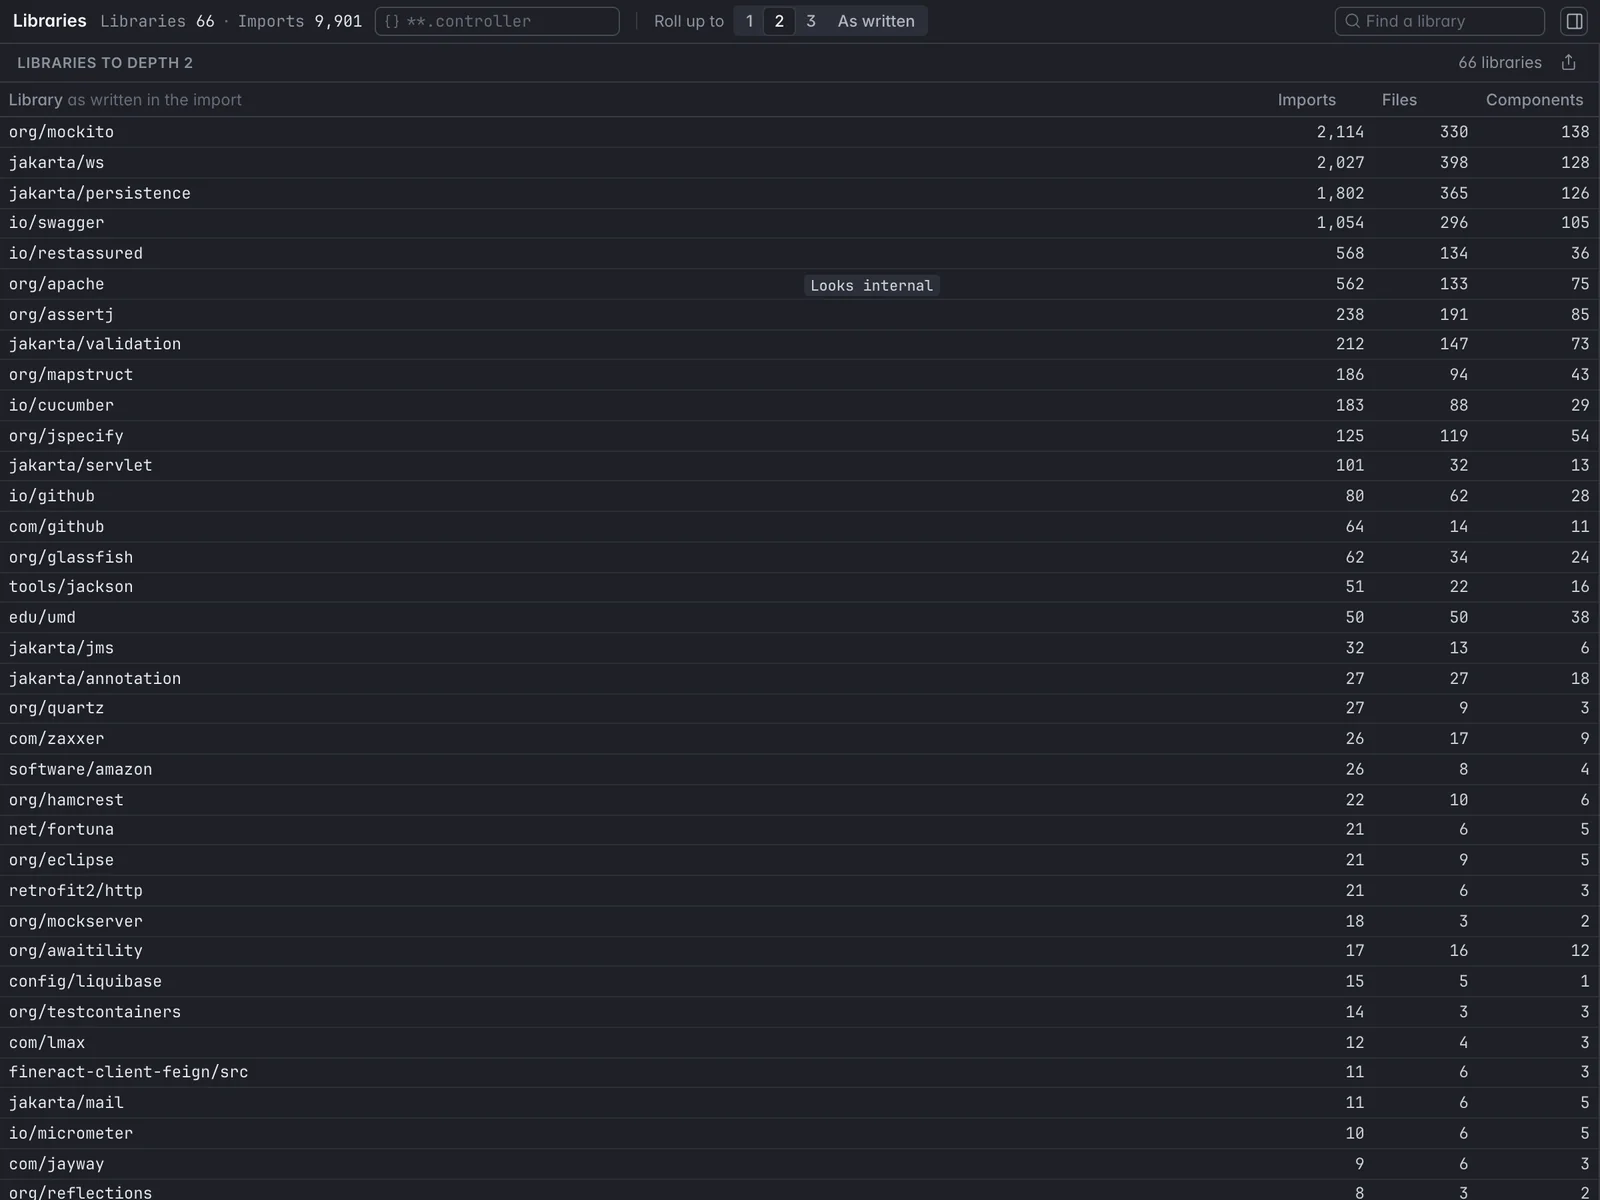 Libraries Libraries 66 · Imports 9,901 {} **.controller Roll up to 1 2 3 As written Find a library
LIBRARIES TO DEPTH 2 66 libraries
Library as written in the import Imports Files Components
org/mockito 2,114 330 138
jakarta/ws 2,027 398 128
jakarta/persistence 1,802 365 126
io/swagger 1,054 296 105
io/restassured 568 134 36
org/apache Looks internal 562 133 75
org/assertj 238 191 85
jakarta/validation 212 147 73
org/mapstruct 186 94 43
io/cucumber 183 88 29
org/jspecify 125 119 54
jakarta/servlet 101 32 13
io/github 80 62 28
com/github 64 14 11
org/glassfish 62 34 24
tools/jackson 51 22 16
edu/umd 50 50 38
jakarta/jms 32 13 6
jakarta/annotation 27 27 18
org/quartz 27 9 3
com/zaxxer 26 17 9
software/amazon 26 8 4
org/hamcrest 22 10 6
net/fortuna 21 6 5
org/eclipse 21 9 5
retrofit2/http 21 6 3
org/mockserver 18 3 2
org/awaitility 17 16 12
config/liquibase 15 5 1
org/testcontainers 14 3 3
com/lmax 12 4 3
fineract-client-feign/src 11 6 3
jakarta/mail 11 6 5
io/micrometer 10 6 5
com/jayway 9 6 3
org/reflections 8 3 2